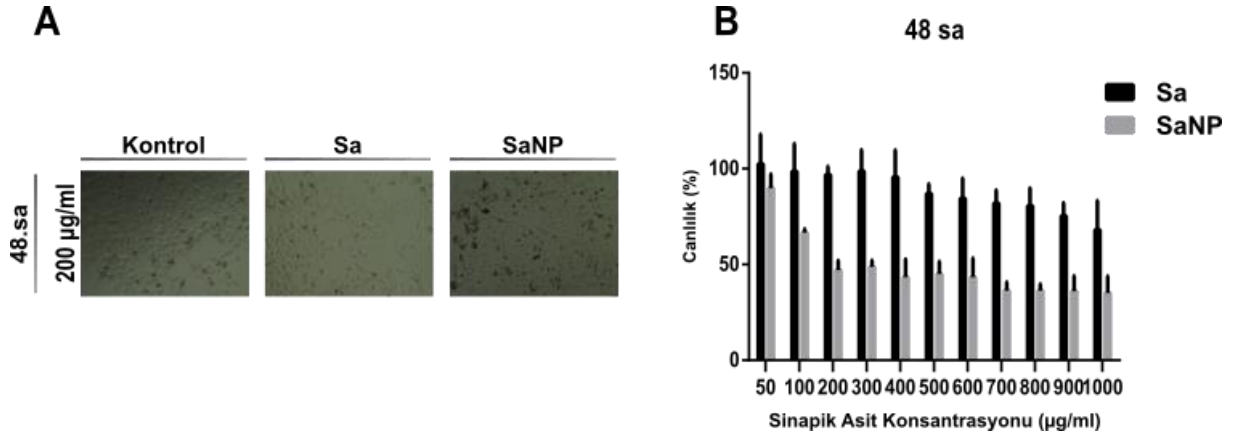 A
Kontrol
Sa
SaNP
48.sa
200 µg/ml
B
48 sa
Sa
SaNP
Canlılık (%)
150
100
50
0
50 100 200 300 400 500 600 700 800 900 1000
Sinapik Asit Konsantrasyonu (µg/ml)